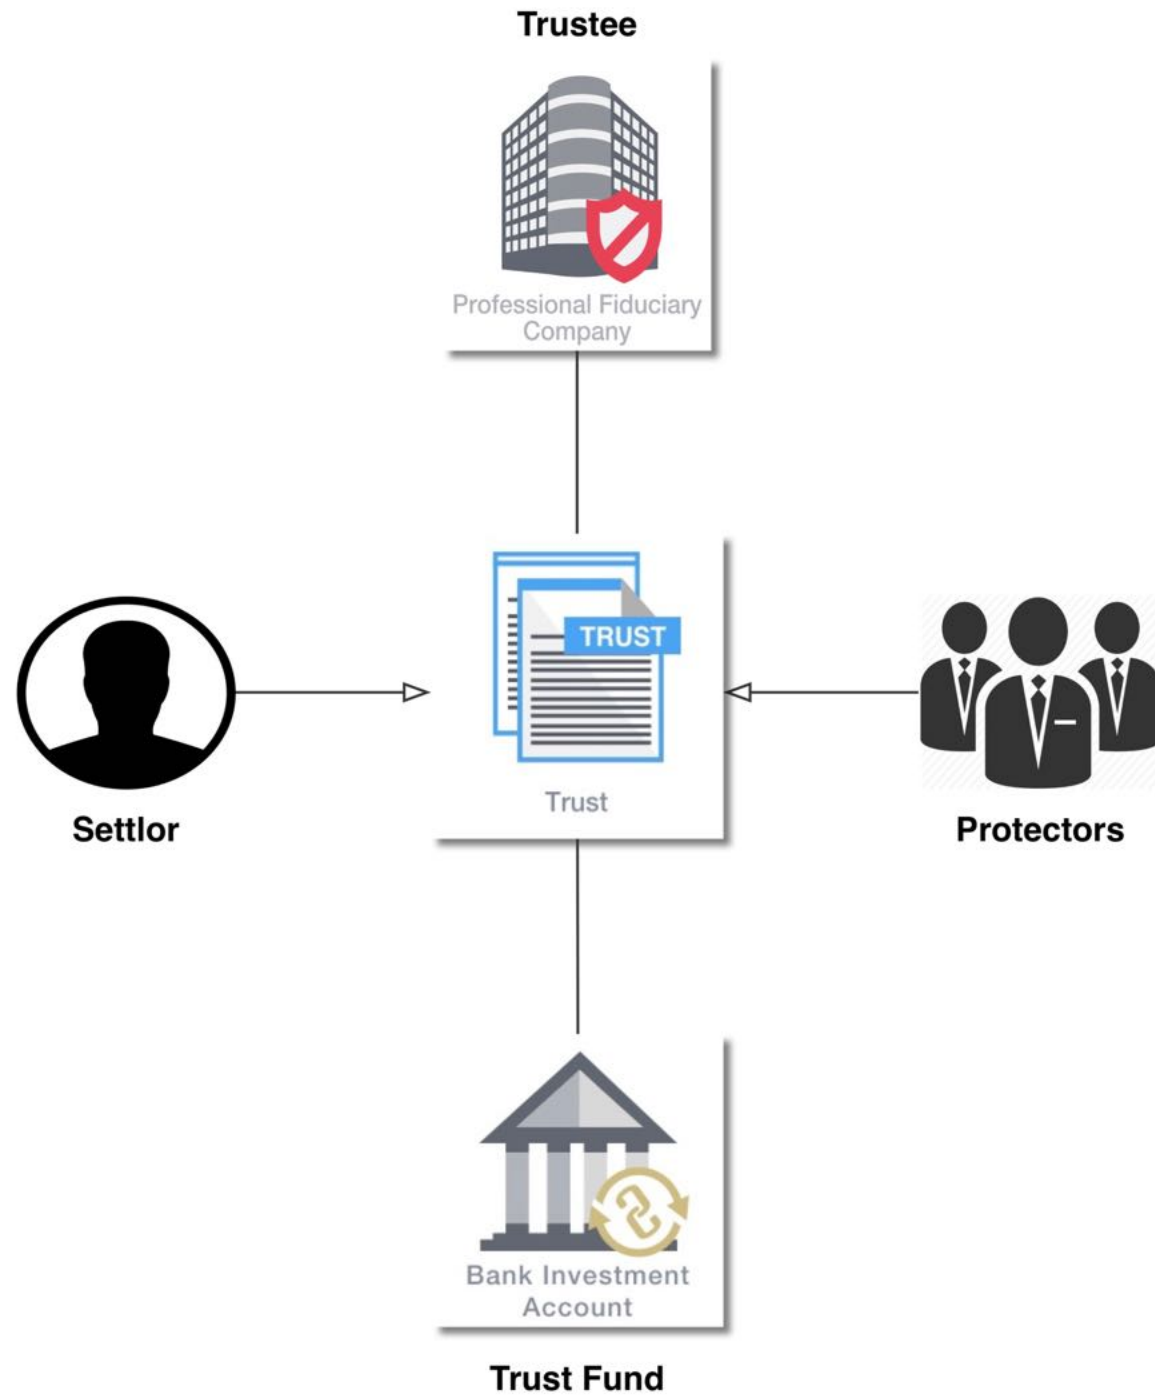 Trustee
Professional Fiduciary
Company
TRUST
Trust
Settlor
Protectors
Bank Investment
Account
Trust Fund